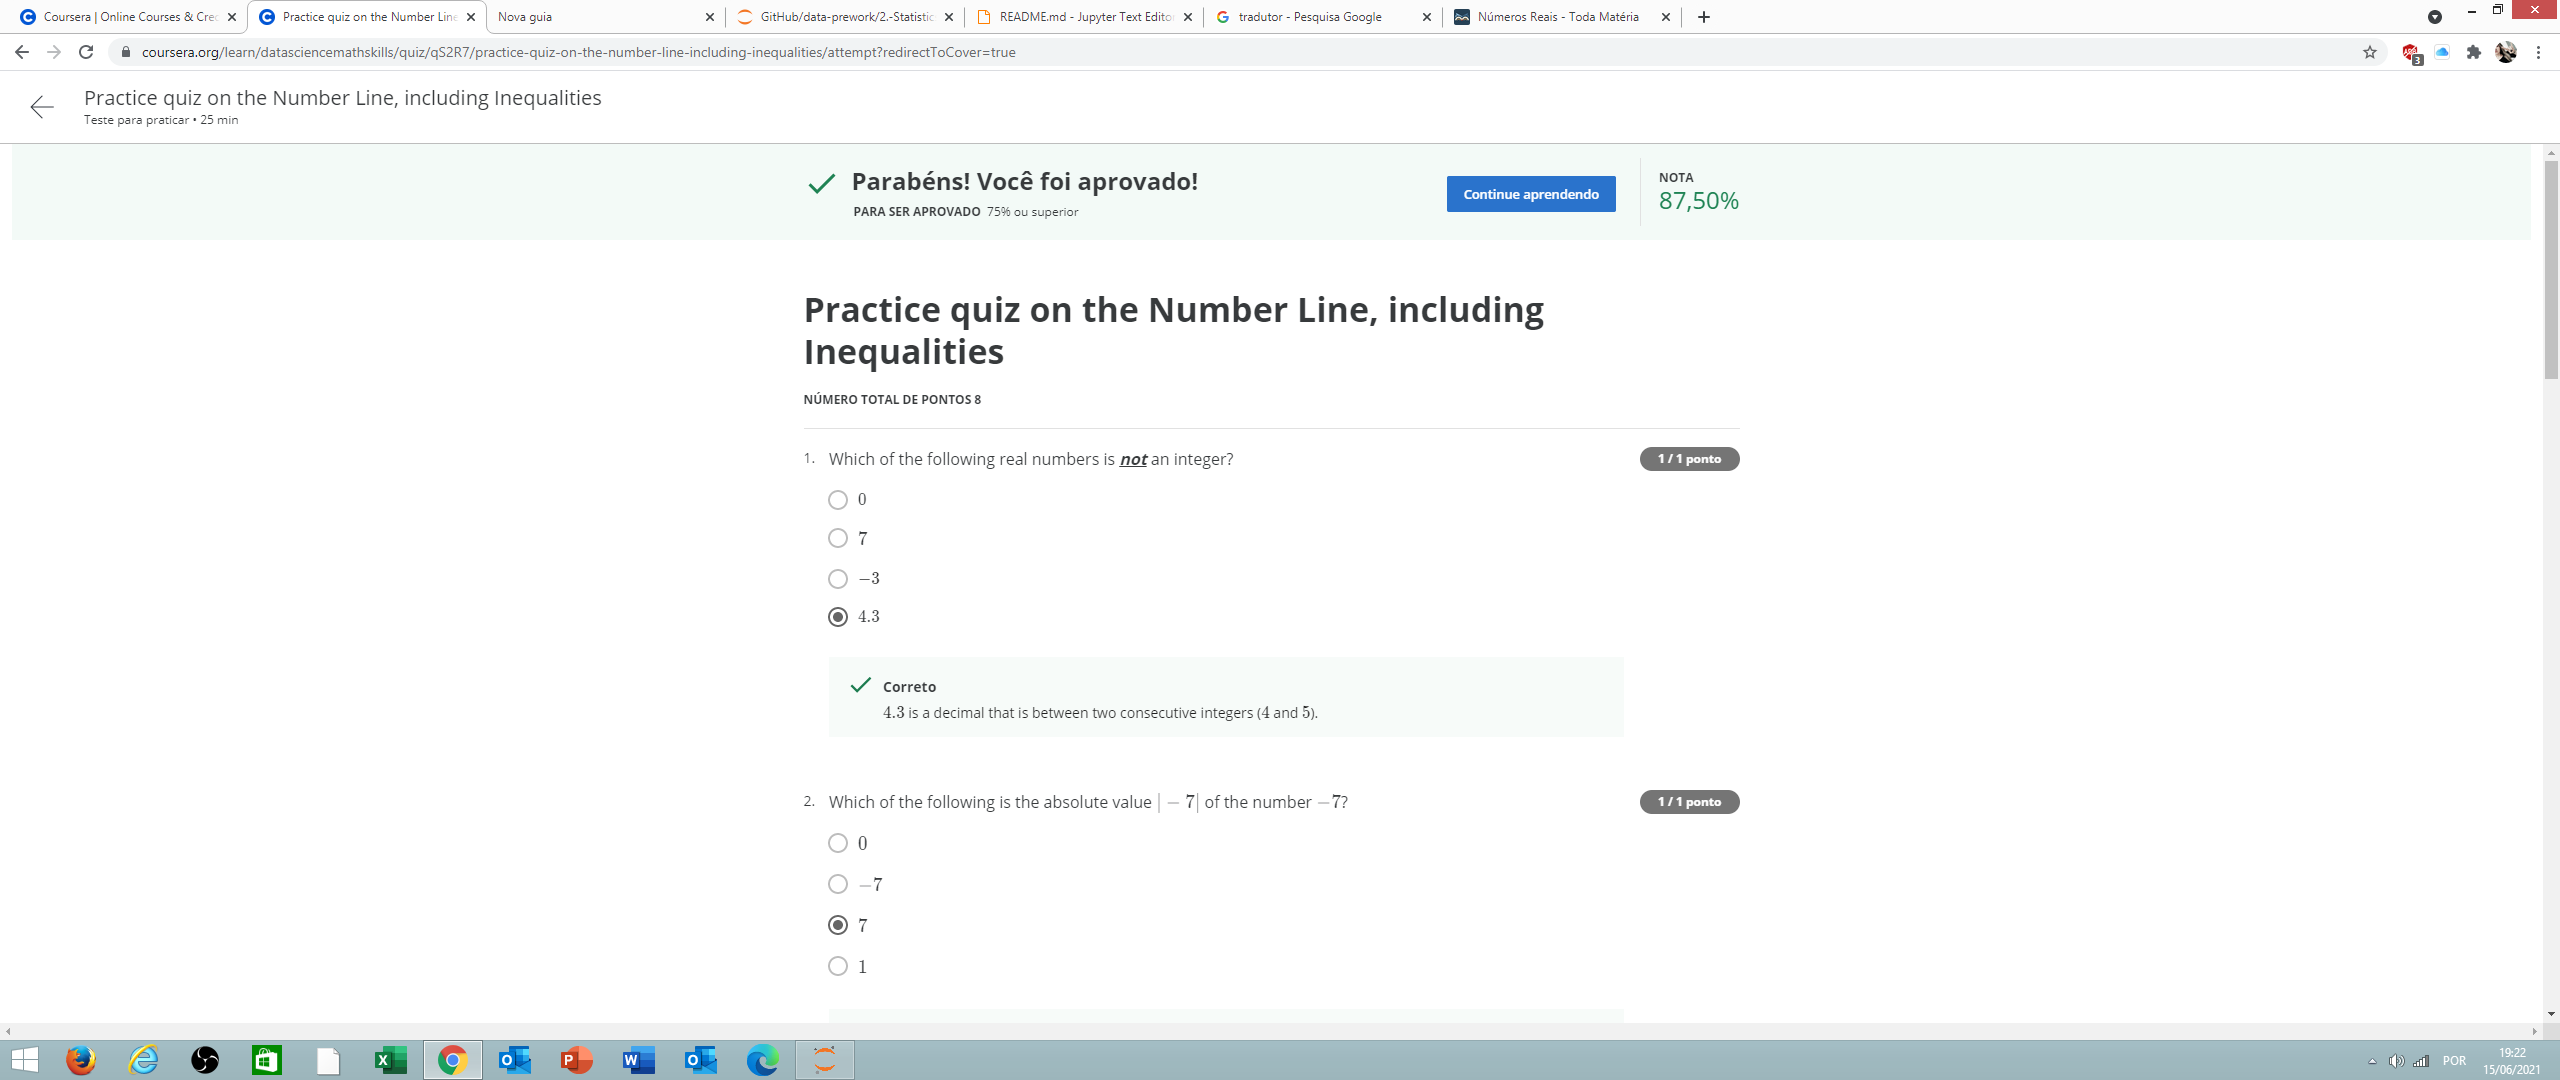 Coursera | Online Courses & Cre
Practice quiz on the Number Line
Nova guia
GitHub/data-prework/2.-Statistic
README.md - Jupyter Text Edito
tradutor - Pesquisa Google
Números Reais - Toda Matéria
coursera.org/learn/datasciencemathskills/quiz/qS2R7/practice-quiz-on-the-number-line-including-inequalities/attempt?redirectToCover=true
3
Practice quiz on the Number Line, including Inequalities
Teste para praticar • 25 min
Parabéns! Você foi aprovado!
PARA SER APROVADO 75% ou superior
Continue aprendendo
NOTA
87,50%
Practice quiz on the Number Line, including
Inequalities
NÚMERO TOTAL DE PONTOS 8
1. Which of the following real numbers is not an integer?
1 / 1 ponto
0
7
−3
4.3
Correto
4.3 is a decimal that is between two consecutive integers (4 and 5).
2. Which of the following is the absolute value |− 7| of the number −7?
1 / 1 ponto
0
−7
7
1
POR
19:22
15/06/2021